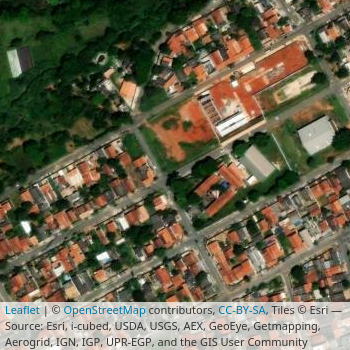 Leaflet | © OpenStreetMap contributors, CC-BY-SA, Tiles © Esri —
Source: Esri, i-cubed, USDA, USGS, AEX, GeoEye, Getmapping,
Aerogrid, IGN, IGP, UPR-EGP, and the GIS User Community